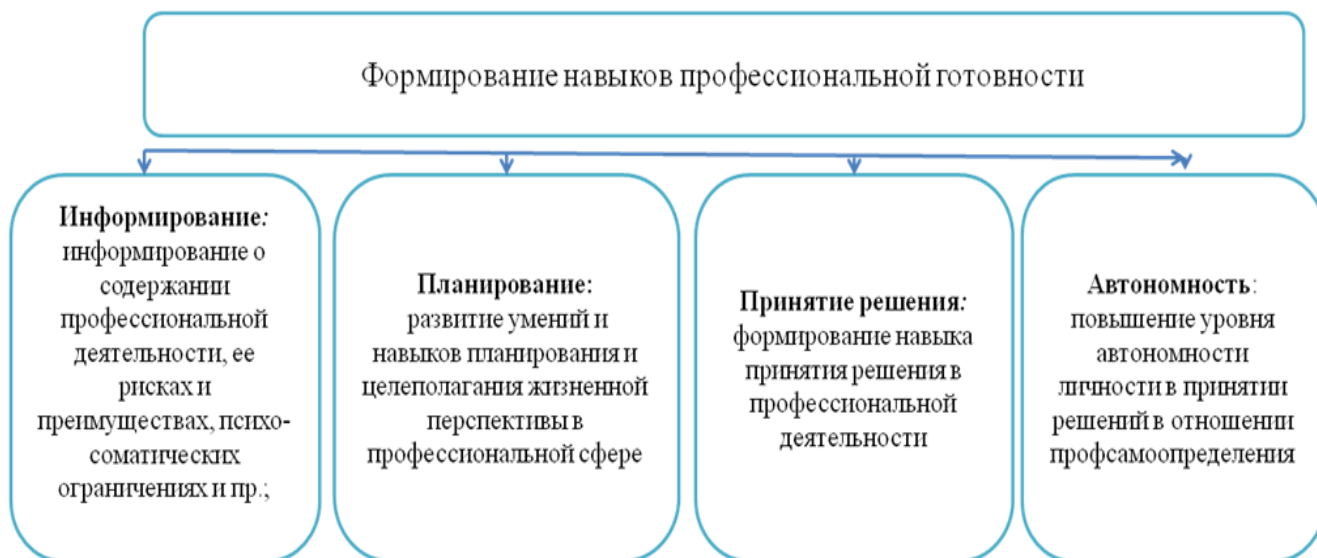 Формирование навыков профессиональной готовности
Информирование:
информирование о
содержании
профессиональной
деятельности, ее
рисках и
преимуществах, психо-
соматических
ограничениях и пр.;
Планирование:
развитие умений и
навыков планирования и
целеполагания жизненной
перспективы в
профессиональной сфере
Принятие решения:
формирование навыка
принятия решения в
профессиональной
деятельности
Автономность:
повышение уровня
автономности
личности в принятии
решений в отношении
профсамоопределения